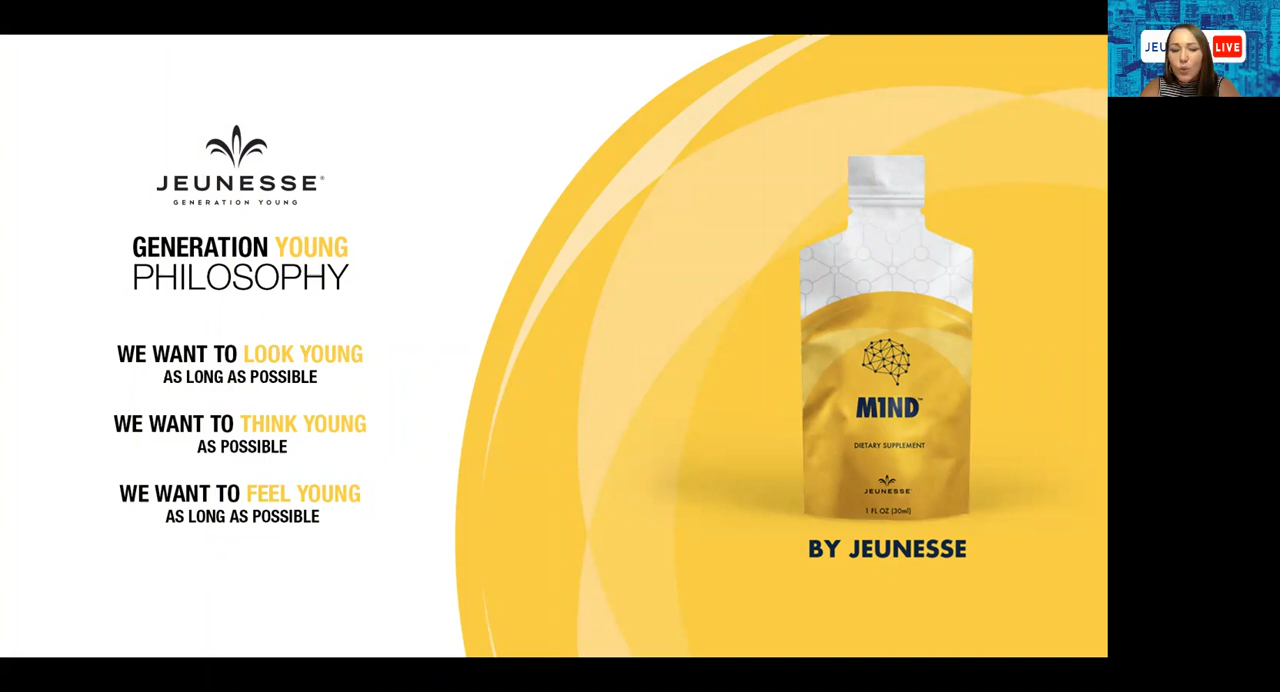 JEUNESSE®
GENERATION YOUNG
GENERATION YOUNG
PHILOSOPHY
WE WANT TO LOOK YOUNG
AS LONG AS POSSIBLE
WE WANT TO THINK YOUNG
AS POSSIBLE
WE WANT TO FEEL YOUNG
AS LONG AS POSSIBLE
M1ND™
DIETARY SUPPLEMENT
JEUNESSE
1 FL OZ (30ml)
BY JEUNESSE
JEU
LIVE